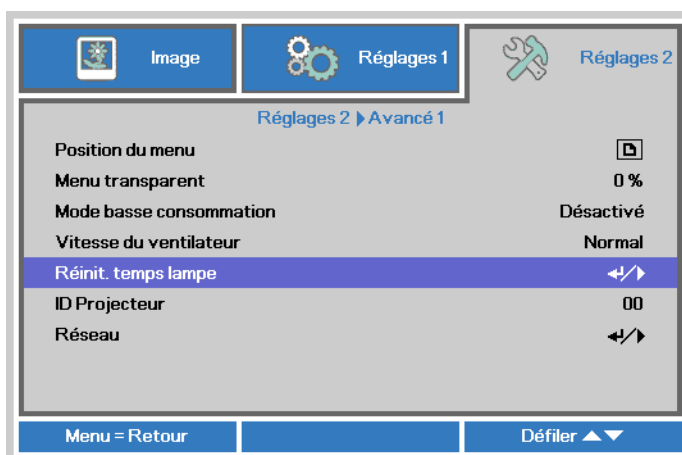 Image Réglages 1 Réglages 2
Réglages 2 Avancé 1
Position du menu
Menu transparent 0 %
Mode basse consommation Désactivé
Vitesse du ventilateur Normal
Réinit. temps lampe
ID Projecteur 00
Réseau
Menu = Retour Défiler